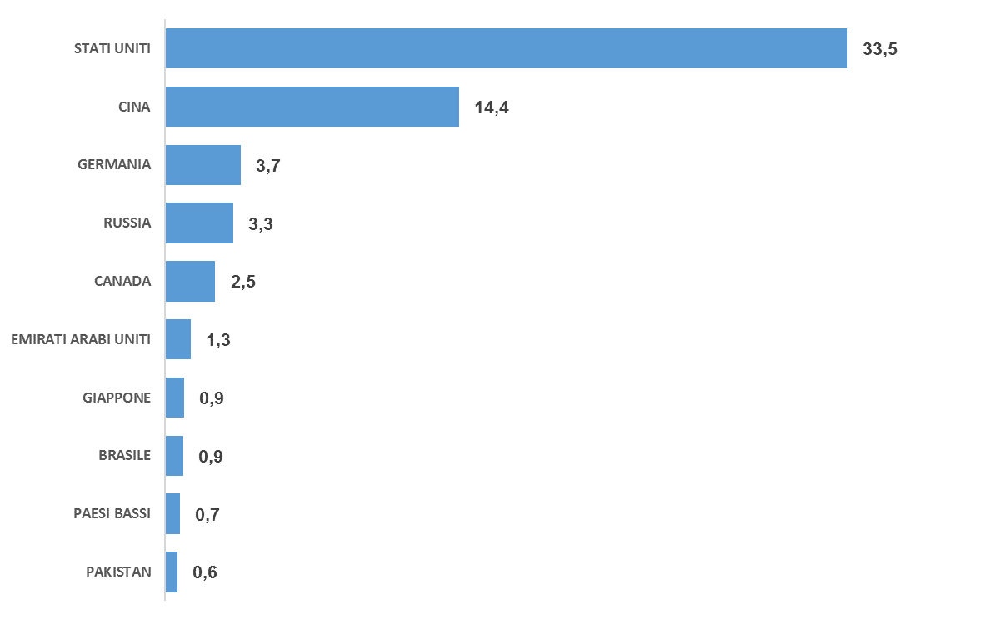 STATI UNITI 33,5
CINA 14,4
GERMANIA 3,7
RUSSIA 3,3
CANADA 2,5
EMIRATI ARABI UNITI 1,3
GIAPPONE 0,9
BRASILE 0,9
PAESI BASSI 0,7
PAKISTAN 0,6